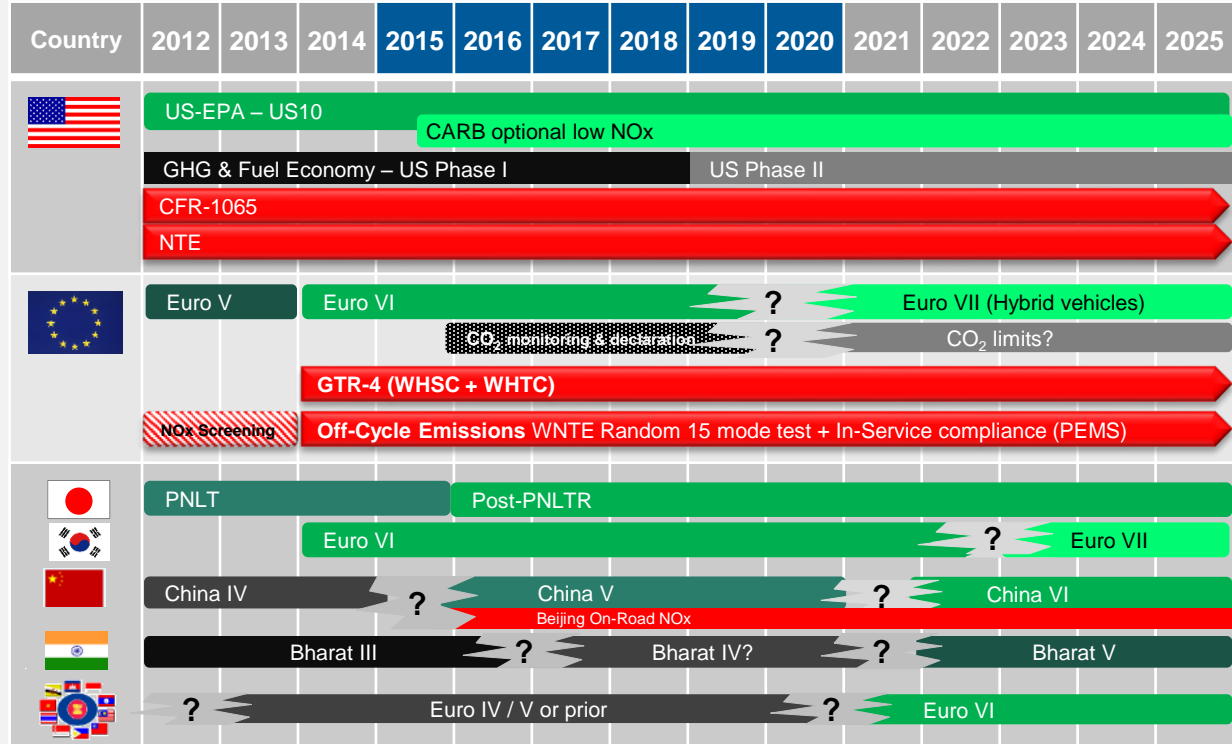 Country 2012 2013 2014 2015 2016 2017 2018 2019 2020 2021 2022 2023 2024 2025
US-EPA – US10
CARB optional low NOx
GHG & Fuel Economy – US Phase I US Phase II
CFR-1065
NTE
Euro V Euro VI ? Euro VII (Hybrid vehicles)
CO₂ monitoring & declaration ? CO₂ limits?
GTR-4 (WHSC + WHTC)
NOx Screening Off-Cycle Emissions WNTE Random 15 mode test + In-Service compliance (PEMS)
PNLT Post-PNLTR
Euro VI ? Euro VII
China IV ? China V ? China VI
Beijing On-Road NOx
Bharat III ? Bharat IV? ? Bharat V
? Euro IV / V or prior ? Euro VI